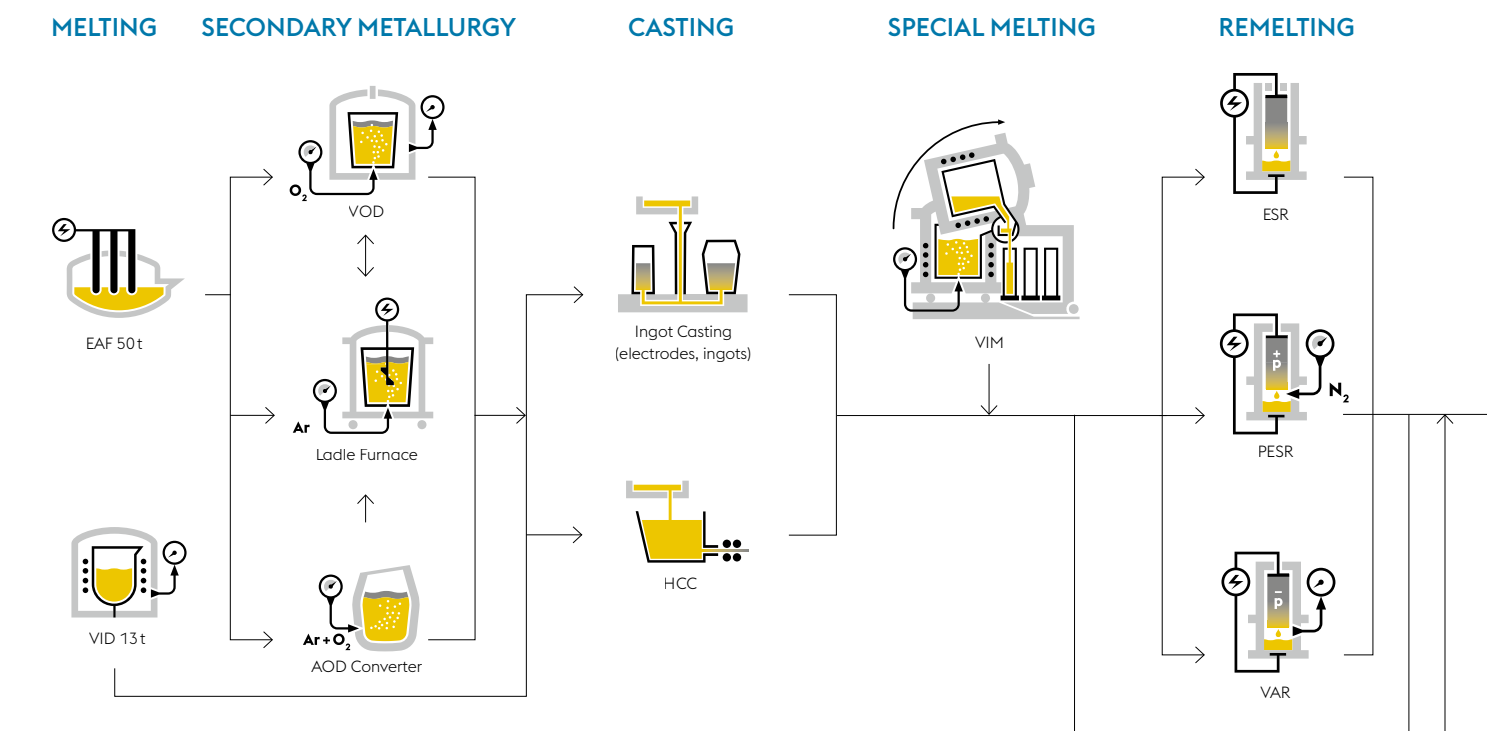 MELTING
SECONDARY METALLURGY
CASTING
SPECIAL MELTING
REMELTING
O₂
VOD
ESR
EAF 50 t
Ar
Ladle Furnace
Ingot Casting
(electrodes, ingots)
VIM
+
P
N₂
PESR
VID 13 t
Ar + O₂
AOD Converter
HCC
–
P
VAR